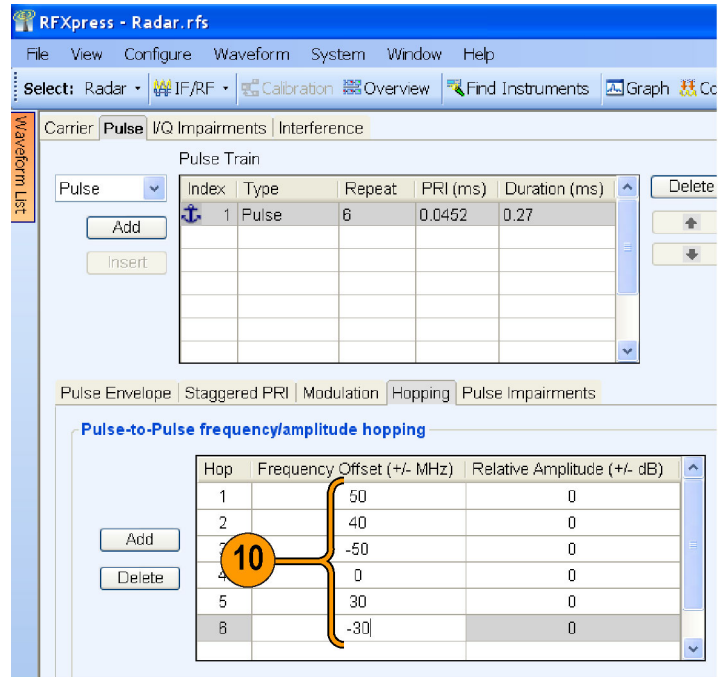 RFXpress - Radar.rfs
File View Configure Waveform System Window Help
Select: Radar IF/RF Calibration Overview Find Instruments Graph Co
Waveform List
Carrier Pulse I/Q Impairments Interference
Pulse Train
Pulse
Index Type Repeat PRI (ms) Duration (ms)
Delete
1 Pulse 6 0.0452 0.27
Add
Insert
Pulse Envelope Staggered PRI Modulation Hopping Pulse Impairments
Pulse-to-Pulse frequency/amplitude hopping
Hop Frequency Offset (+/- MHz) Relative Amplitude (+/- dB)
1 50 0
2 40 0
Add
-50 0
10
Delete
4 0 0
5 30 0
6 -30 0